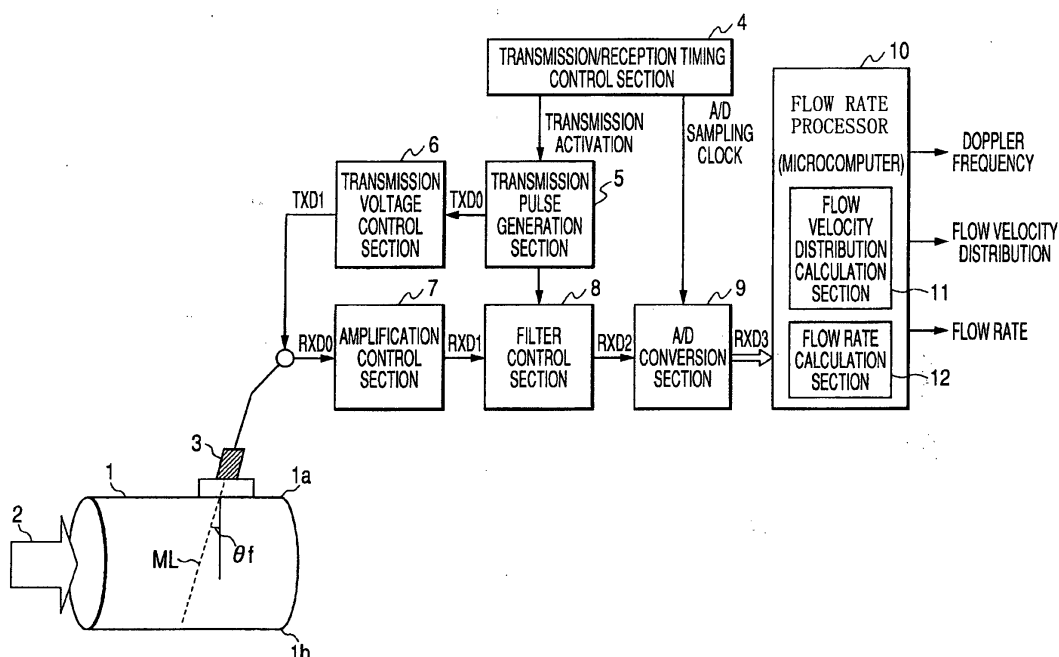 4
TRANSMISSION/RECEPTION TIMING
CONTROL SECTION
10
TRANSMISSION
ACTIVATION
A/D
SAMPLING
CLOCK
FLOW RATE
PROCESSOR
(MICROCOMPUTER)
DOPPLER
FREQUENCY
6
TRANSMISSION
VOLTAGE
CONTROL
SECTION
TXD1
TXD0
TRANSMISSION
PULSE
GENERATION
SECTION
5
FLOW
VELOCITY
DISTRIBUTION
CALCULATION
SECTION
11
FLOW VELOCITY
DISTRIBUTION
7
AMPLIFICATION
CONTROL
SECTION
RXD0
RXD1
8
FILTER
CONTROL
SECTION
RXD2
9
A/D
CONVERSION
SECTION
RXD3
FLOW RATE
CALCULATION
SECTION
12
FLOW RATE
3
1
1a
2
ML
θf
1b